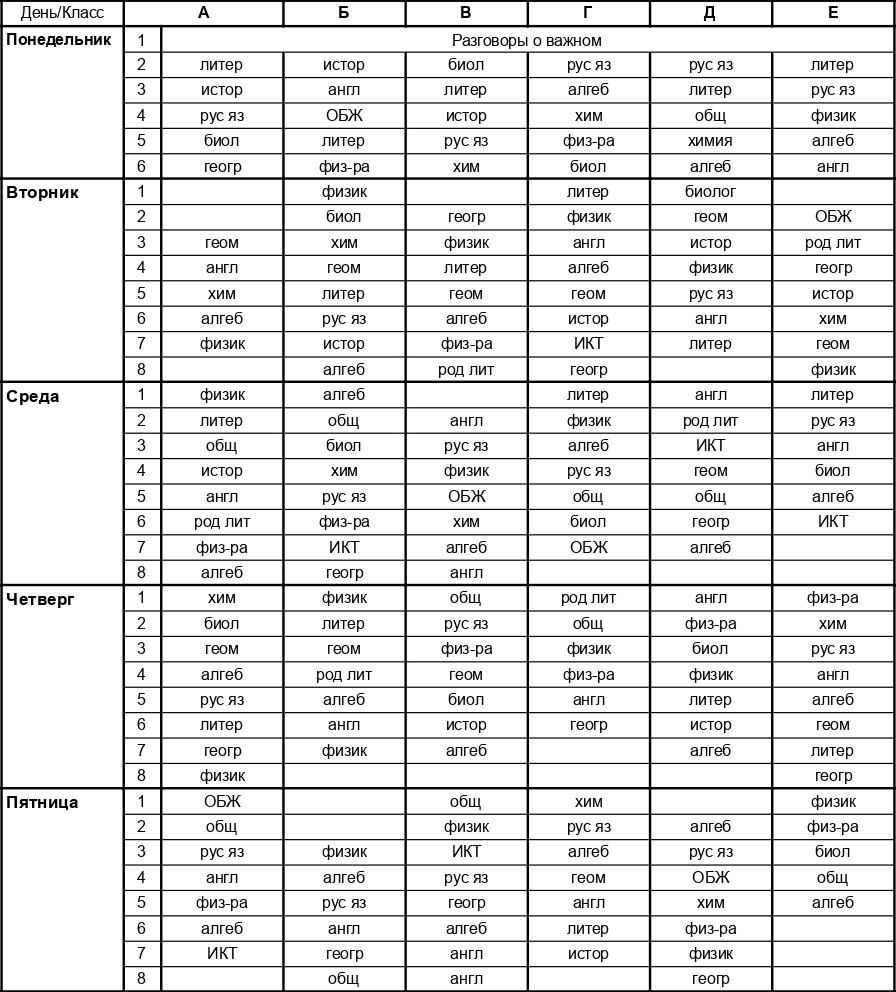 День/Класс А Б В Г Д Е
Понедельник 1 Разговоры о важном
2 литер истор биол рус яз рус яз литер
3 истор англ литер алгеб литер рус яз
4 рус яз ОБЖ истор хим общ физик
5 биол литер рус яз физ-ра химия алгеб
6 геогр физ-ра хим биол алгеб англ
Вторник 1 физик литер биолог
2 биол геогр физик геом ОБЖ
3 геом хим физик англ истор род лит
4 англ геом литер алгеб физик геогр
5 хим литер геом геом рус яз истор
6 алгеб рус яз алгеб истор англ хим
7 физик истор физ-ра ИКТ литер геом
8 алгеб род лит геогр физик
Среда 1 физик алгеб литер англ литер
2 литер общ англ физик род лит рус яз
3 общ биол рус яз алгеб ИКТ англ
4 истор хим физик рус яз геом биол
5 англ рус яз ОБЖ общ общ алгеб
6 род лит физ-ра хим биол геогр ИКТ
7 физ-ра ИКТ алгеб ОБЖ алгеб
8 алгеб геогр англ
Четверг 1 хим физик общ род лит англ физ-ра
2 биол литер рус яз общ физ-ра хим
3 геом геом физ-ра физик биол рус яз
4 алгеб род лит геом физ-ра физик англ
5 рус яз алгеб биол англ литер алгеб
6 литер англ истор геогр истор геом
7 геогр физик алгеб алгеб литер
8 физик геогр
Пятница 1 ОБЖ общ хим физик
2 общ физик рус яз алгеб физ-ра
3 рус яз физик ИКТ алгеб рус яз биол
4 англ алгеб рус яз геом ОБЖ общ
5 физ-ра рус яз геогр англ хим алгеб
6 алгеб англ алгеб литер физ-ра
7 ИКТ геогр англ истор физик
8 общ англ геогр